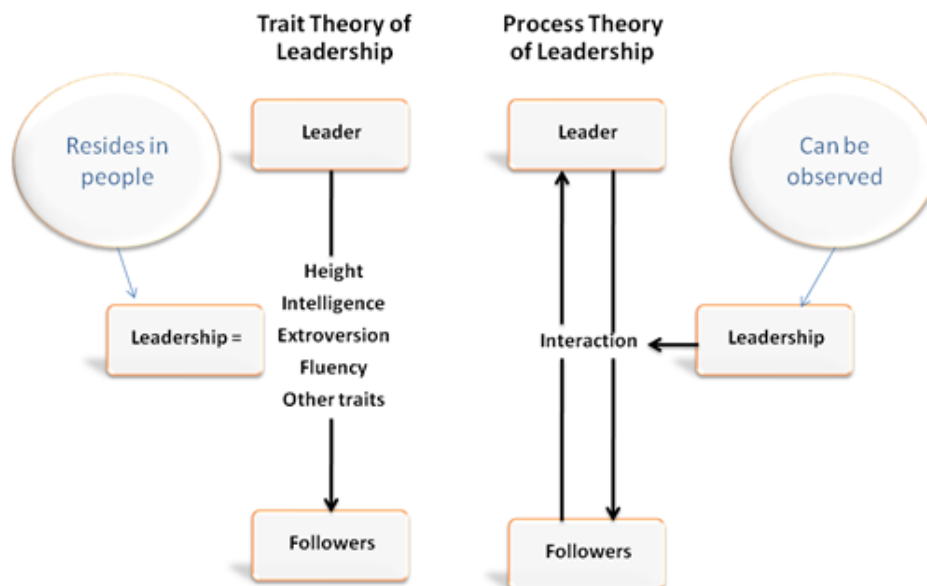 Trait Theory of
Leadership
Resides in
people
Leader
Leadership =
Height
Intelligence
Extroversion
Fluency
Other traits
Followers
Process Theory
of Leadership
Leader
Can be
observed
Interaction
Leadership
Followers